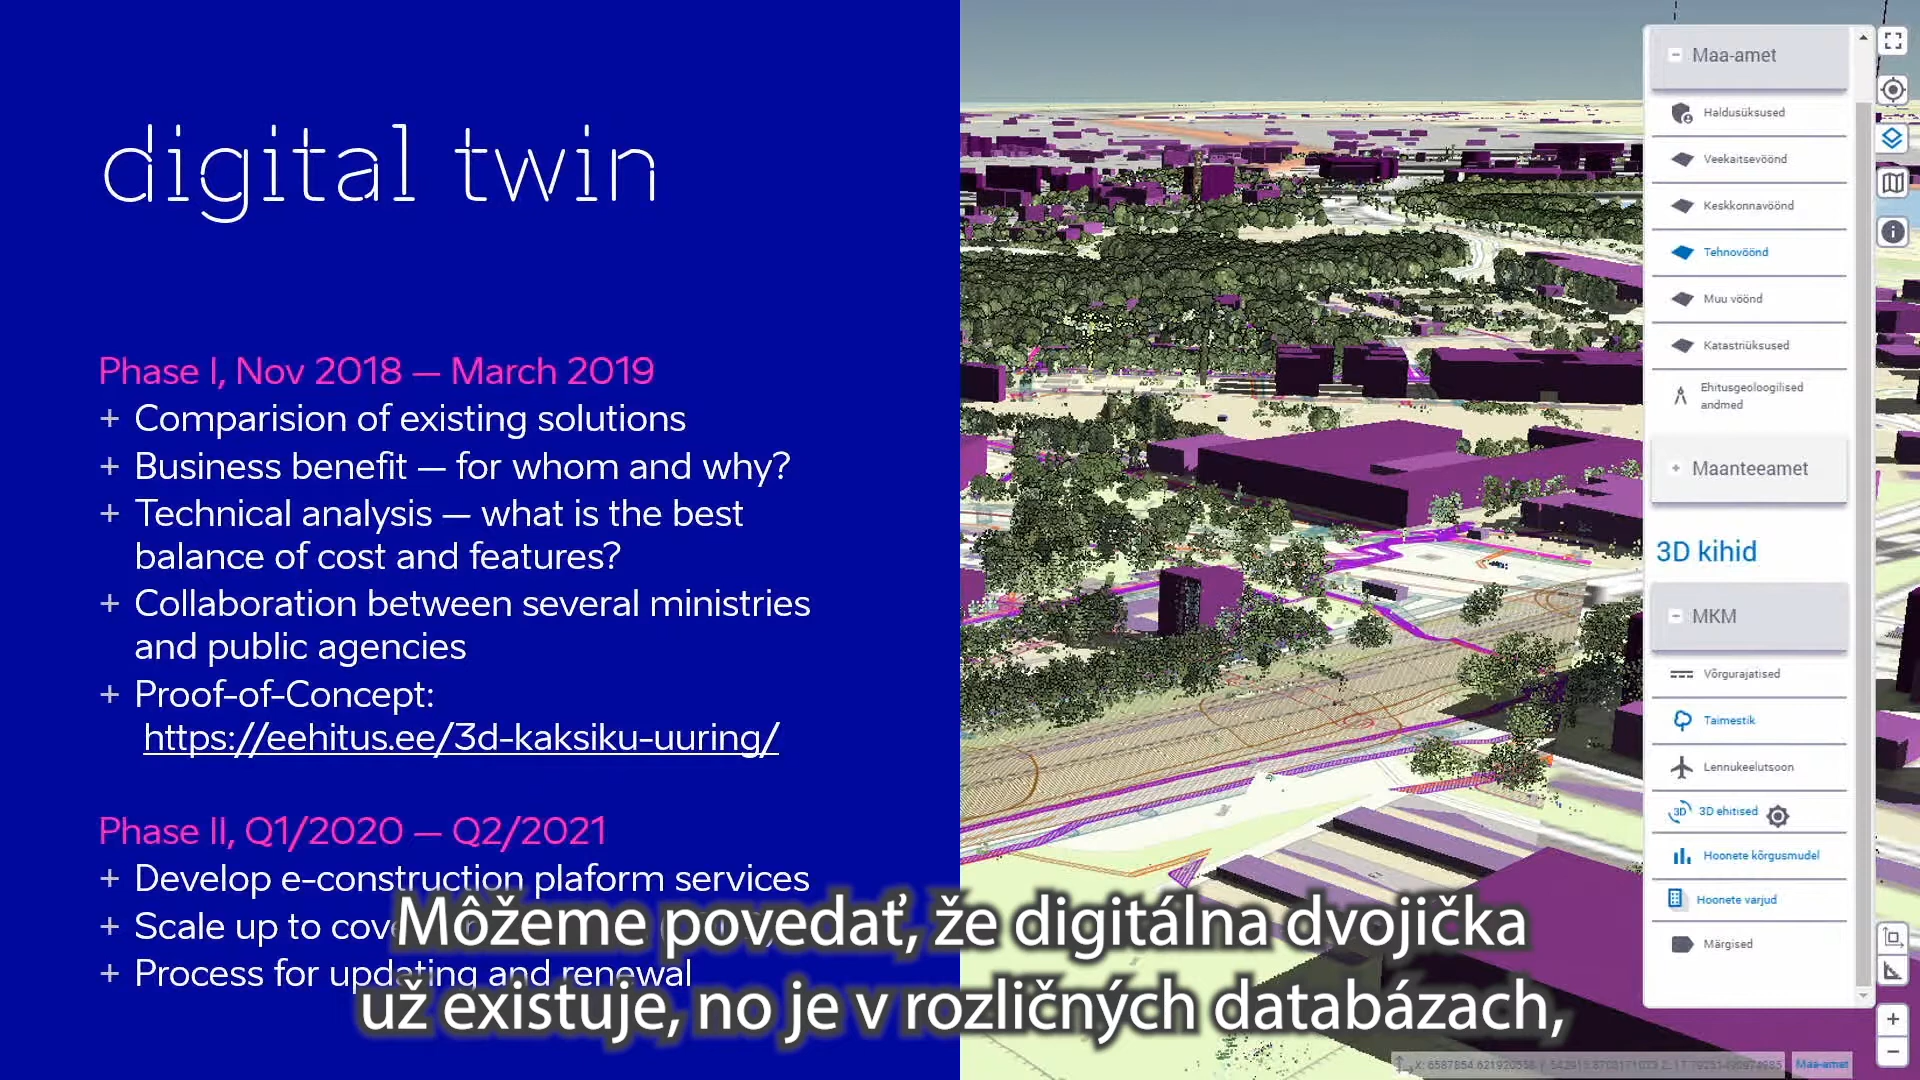 digital twin
Phase I, Nov 2018 — March 2019
+ Comparision of existing solutions
+ Business benefit — for whom and why?
+ Technical analysis — what is the best
balance of cost and features?
+ Collaboration between several ministries
and public agencies
+ Proof-of-Concept:
https://eehitus.ee/3d-kaksiku-uuring/
Phase II, Q1/2020 — Q2/2021
+ Develop e-construction plaform services
+ Scale up to
+ Process for updating and renewal
Môžeme povedať, že digitálna dvojička
už existuje, no je v rozličných databázach,
Maa-amet
Haldusüksused
Veekaitsevöönd
Keskkonnavöönd
Tehnovöönd
Muu vöönd
Katastriüksused
Ehitusgeoloogilised
andmed
+ Maanteeamet
3D kihid
MKM
Võrgurajatised
Taimestik
Lennukeelutsoon
3D 3D ehitised
Hoonete kõrgusmudel
Hoonete varjud
Märgised
Maa-amet